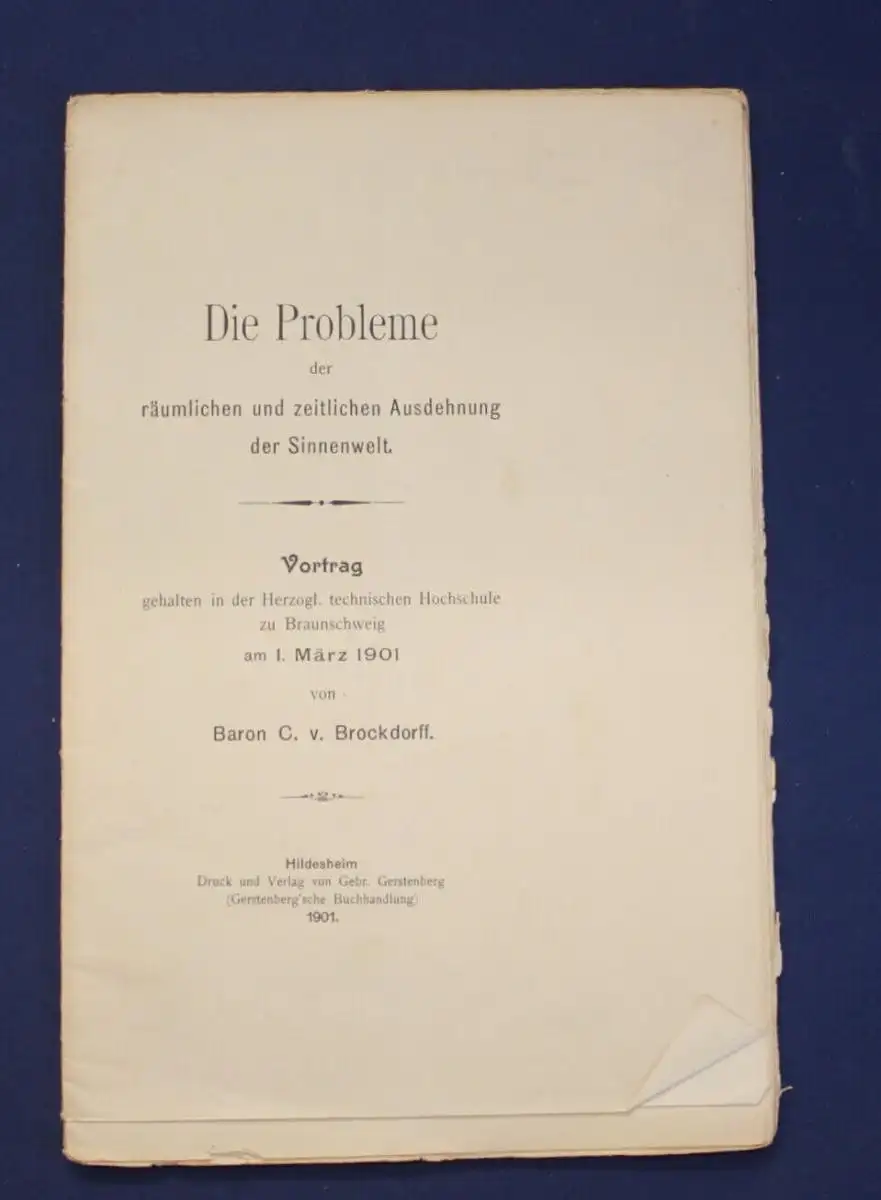 Die Probleme
der
räumlichen und zeitlichen Ausdehnung
der Sinnenwelt.
Vortrag
gehalten in der Herzogl. technischen Hochschule
zu Braunschweig
am 1. März 1901
von
Baron C. v. Brockdorff.
Hildesheim
Druck und Verlag von Gebr. Gerstenberg
(Gerstenberg'sche Buchhandlung)
1901.